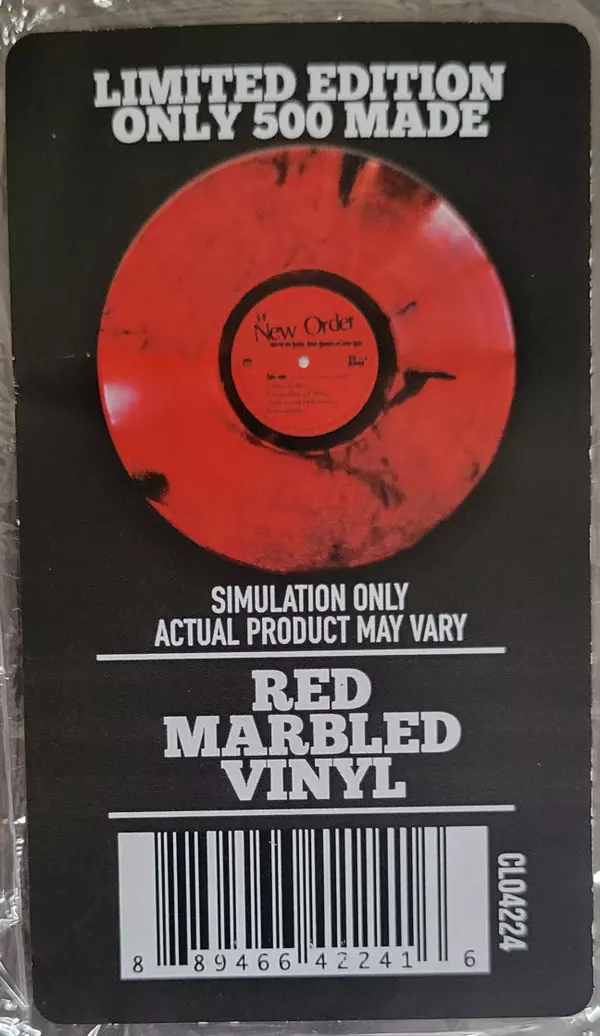 LIMITED EDITION
ONLY 500 MADE
New Order
SIMULATION ONLY
ACTUAL PRODUCT MAY VARY
RED
MARBLED
VINYL
CLO4224
8 89466 42241 6